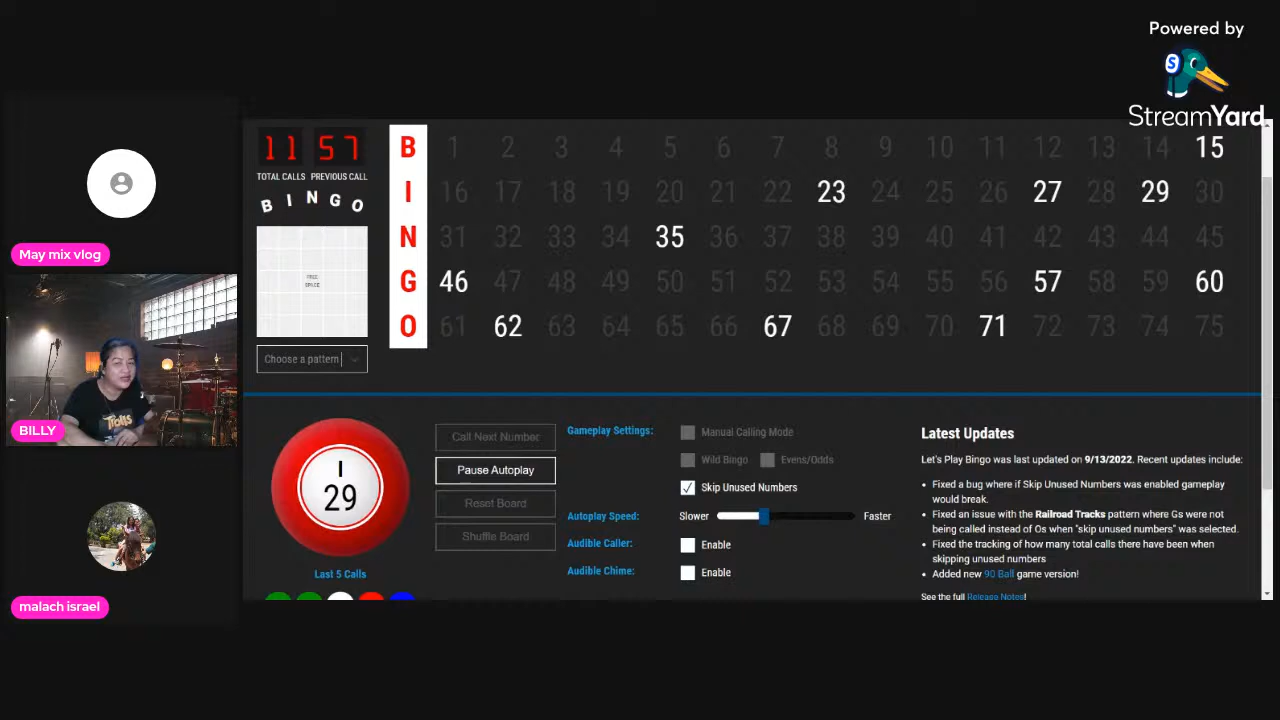 Powered by
S
StreamYard
May mix vlog
BILLY
Trolls
malach israel
11 57
TOTAL CALLS PREVIOUS CALL
BINGO
FREE
SPACE
Choose a pattern
B 1 2 3 4 5 6 7 8 9 10 11 12 13 14 15
I 16 17 18 19 20 21 22 23 24 25 26 27 28 29 30
N 31 32 33 34 35 36 37 38 39 40 41 42 43 44 45
G 46 47 48 49 50 51 52 53 54 55 56 57 58 59 60
O 61 62 63 64 65 66 67 68 69 70 71 72 73 74 75
I
29
Last 5 Calls
Call Next Number
Pause Autoplay
Reset Board
Shuffle Board
Gameplay Settings:
Manual Calling Mode
Wild Bingo Evens/Odds
Skip Unused Numbers
Autoplay Speed: Slower Faster
Audible Caller: Enable
Audible Chime: Enable
Latest Updates
Let's Play Bingo was last updated on 9/13/2022. Recent updates include:
• Fixed a bug where if Skip Unused Numbers was enabled gameplay
would break.
• Fixed an issue with the Railroad Tracks pattern where Gs were not
being called instead of Os when "skip unused numbers" was selected.
• Fixed the tracking of how many total calls there have been when
skipping unused numbers
• Added new 90 Ball game version!
See the full Release Notes!